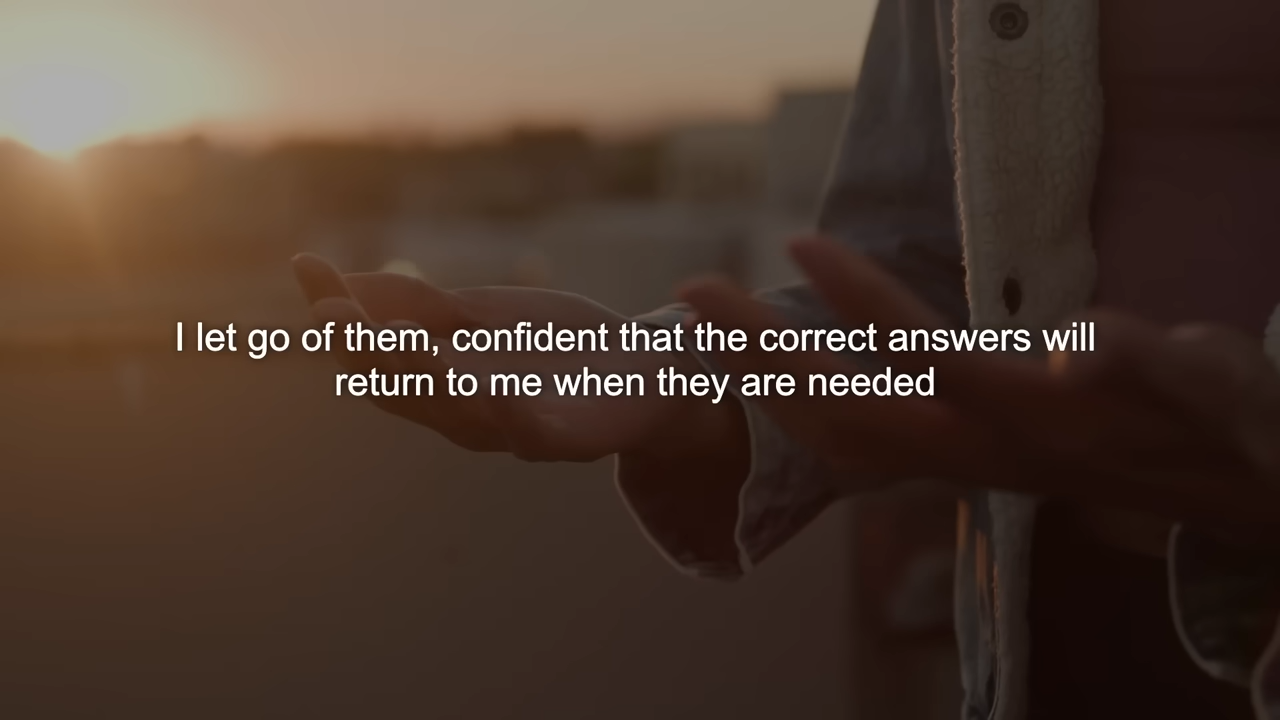 I let go of them, confident that the correct answers will
return to me when they are needed